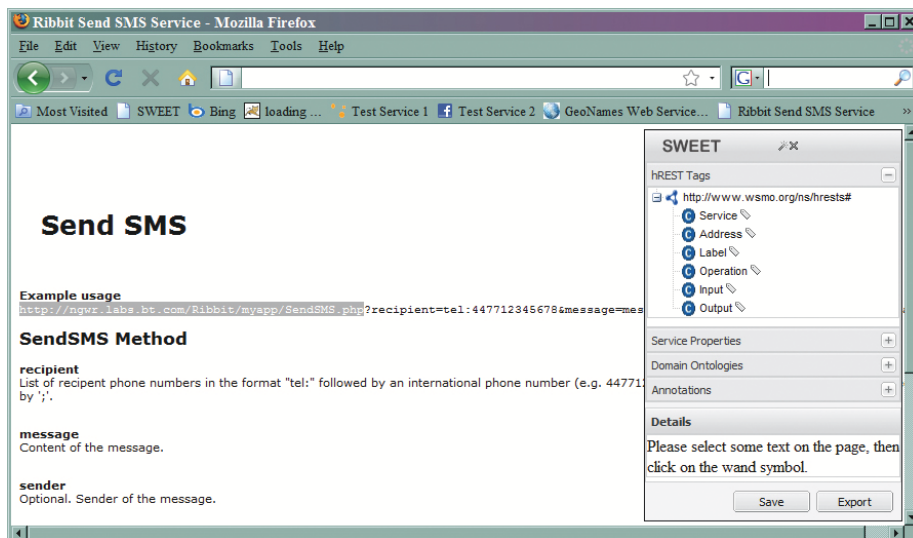 Ribbit Send SMS Service - Mozilla Firefox
File Edit View History Bookmarks Tools Help
G
Most Visited SWEET Bing loading ... Test Service 1 Test Service 2 GeoNames Web Service... Ribbit Send SMS Service »
Send SMS
Example usage
http://ngwr.labs.bt.com/Ribbit/myapp/SendSMS.php?recipient=tel:447712345678&message=mes
SendSMS Method
recipient
List of recipent phone numbers in the format "tel:" followed by an international phone number (e.g. 44771
by ';'.
message
Content of the message.
sender
Optional. Sender of the message.
SWEET
hREST Tags
http://www.wsmo.org/ns/hrests#
C Service
C Address
C Label
C Operation
C Input
C Output
Service Properties
Domain Ontologies
Annotations
Details
Please select some text on the page, then
click on the wand symbol.
Save Export